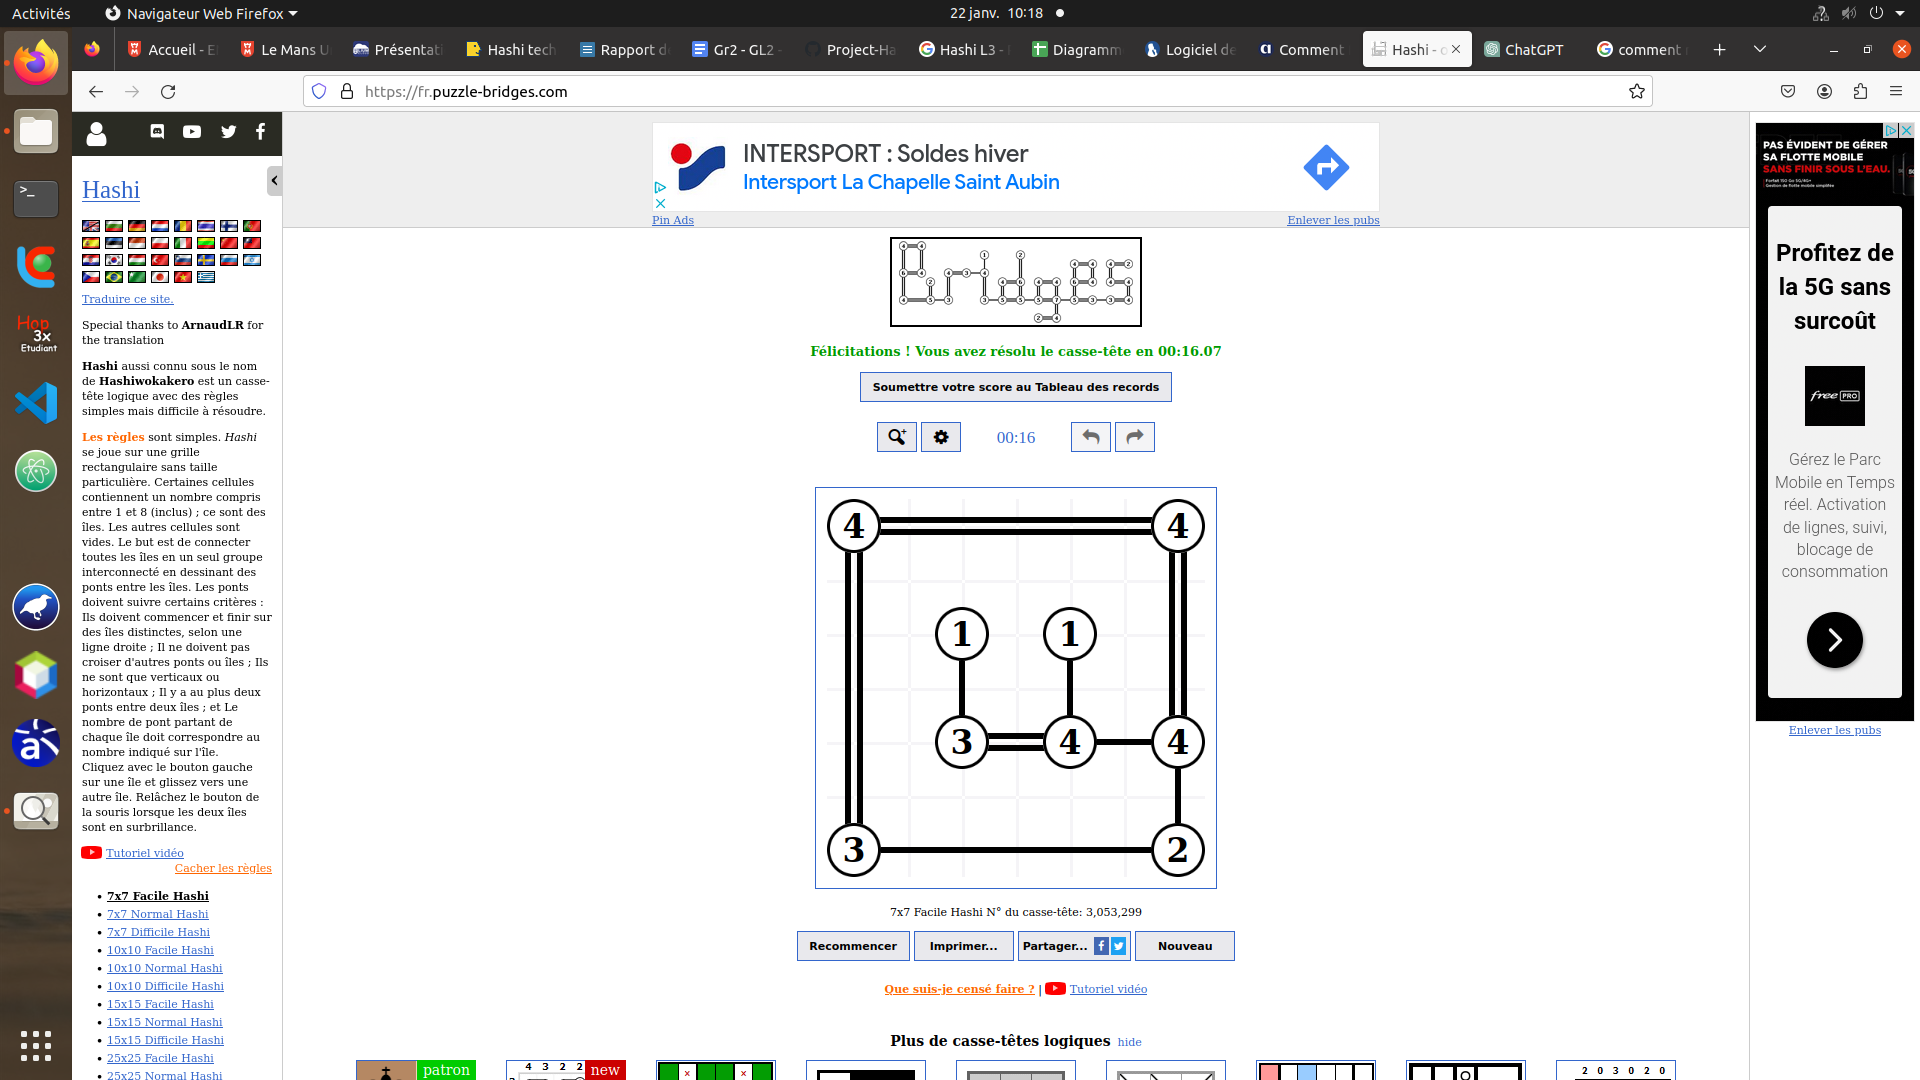 Activités
Navigateur Web Firefox
22 janv. 10:18
Accueil - E
Le Mans U
Présentati
Hashi tech
Rapport d
Gr2 - GL2 -
Project-Ha
Hashi L3 -
Diagramm
Logiciel de
Comment
Hashi - o
ChatGPT
comment
https://fr.puzzle-bridges.com
Hashi
Traduire ce site.
Special thanks to ArnaudLR for
the translation
Hashi aussi connu sous le nom
de Hashiwokakero est un casse-
tête logique avec des règles
simples mais difficile à résoudre.
Les règles sont simples. Hashi
se joue sur une grille
rectangulaire sans taille
particulière. Certaines cellules
contiennent un nombre compris
entre 1 et 8 (inclus) ; ce sont des
îles. Les autres cellules sont
vides. Le but est de connecter
toutes les îles en un seul groupe
interconnecté en dessinant des
ponts entre les îles. Les ponts
doivent suivre certains critères :
Ils doivent commencer et finir sur
des îles distinctes, selon une
ligne droite ; Il ne doivent pas
croiser d'autres ponts ou îles ; Ils
ne sont que verticaux ou
horizontaux ; Il y a au plus deux
ponts entre deux îles ; et Le
nombre de pont partant de
chaque île doit correspondre au
nombre indiqué sur l'île.
Cliquez avec le bouton gauche
sur une île et glissez vers une
autre île. Relâchez le bouton de
la souris lorsque les deux îles
sont en surbrillance.
Tutoriel vidéo
Cacher les règles
7x7 Facile Hashi
7x7 Normal Hashi
7x7 Difficile Hashi
10x10 Facile Hashi
10x10 Normal Hashi
10x10 Difficile Hashi
15x15 Facile Hashi
15x15 Normal Hashi
15x15 Difficile Hashi
25x25 Facile Hashi
25x25 Normal Hashi
Hop
3x
Etudiant
INTERSPORT : Soldes hiver
Intersport La Chapelle Saint Aubin
Pin Ads
Enlever les pubs
Félicitations ! Vous avez résolu le casse-tête en 00:16.07
Soumettre votre score au Tableau des records
00:16
4 4
1 1
3 4 4
3 2
7x7 Facile Hashi N° du casse-tête: 3,053,299
Recommencer
Imprimer...
Partager...
Nouveau
Que suis-je censé faire ? | Tutoriel vidéo
Plus de casse-têtes logiques hide
patron
4 3 2 2
new
2 0 3 0 2 0
PAS ÉVIDENT DE GÉRER
SA FLOTTE MOBILE
SANS FINIR SOUS L'EAU.
Profitez de
la 5G sans
surcoût
free PRO
Gérez le Parc
Mobile en Temps
réel. Activation
de lignes, suivi,
blocage de
consommation
Enlever les pubs